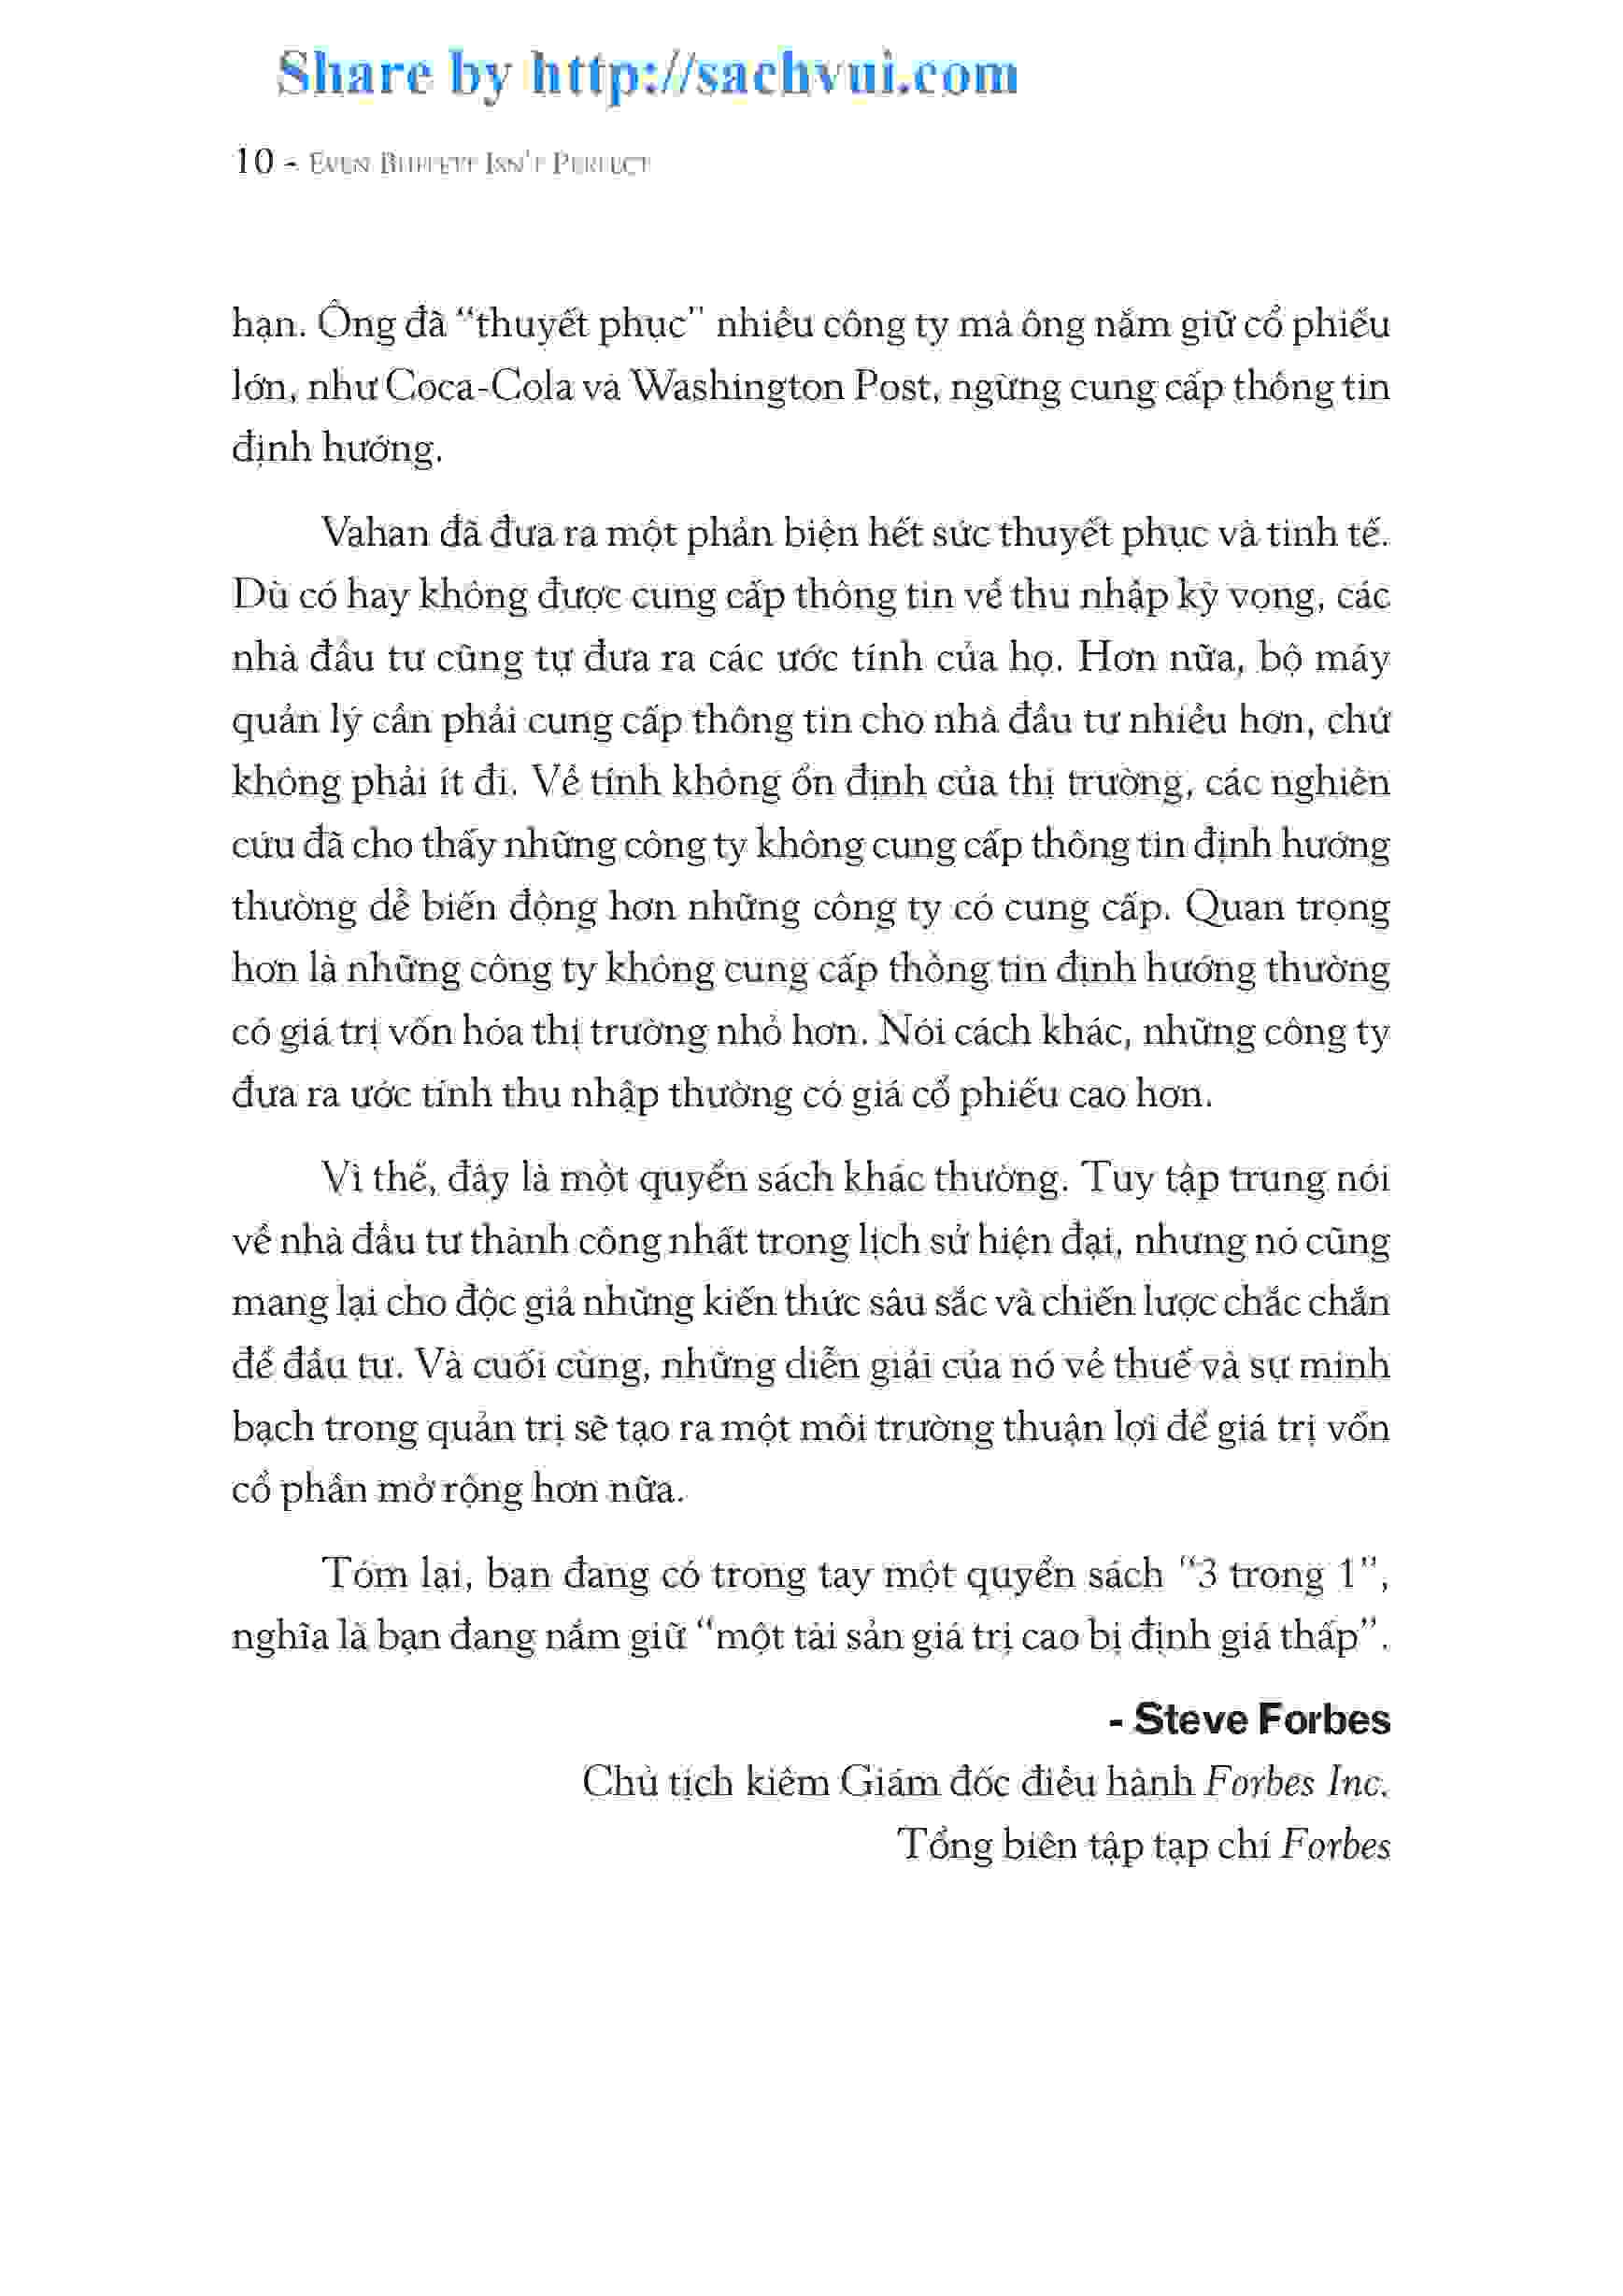 Share by http://sachvui.com
10 - Even Buffett Isn't Perfect
hạn. Ông đã “thuyết phục” nhiều công ty mà ông nắm giữ cổ phiếu
lớn, như Coca-Cola và Washington Post, ngừng cung cấp thông tin
định hướng.
Vahan đã đưa ra một phản biện hết sức thuyết phục và tinh tế.
Dù có hay không được cung cấp thông tin về thu nhập kỳ vọng, các
nhà đầu tư cũng tự đưa ra các ước tính của họ. Hơn nữa, bộ máy
quản lý cần phải cung cấp thông tin cho nhà đầu tư nhiều hơn, chứ
không phải ít đi. Về tính không ổn định của thị trường, các nghiên
cứu đã cho thấy những công ty không cung cấp thông tin định hướng
thường dễ biến động hơn những công ty có cung cấp. Quan trọng
hơn là những công ty không cung cấp thông tin định hướng thường
có giá trị vốn hóa thị trường nhỏ hơn. Nói cách khác, những công ty
đưa ra ước tính thu nhập thường có giá cổ phiếu cao hơn.
Vì thế, đây là một quyển sách khác thường. Tuy tập trung nói
về nhà đầu tư thành công nhất trong lịch sử hiện đại, nhưng nó cũng
mang lại cho độc giả những kiến thức sâu sắc và chiến lược chắc chắn
để đầu tư. Và cuối cùng, những diễn giải của nó về thuế và sự minh
bạch trong quản trị sẽ tạo ra một môi trường thuận lợi để giá trị vốn
cổ phần mở rộng hơn nữa.
Tóm lại, bạn đang có trong tay một quyển sách “3 trong 1”,
nghĩa là bạn đang nắm giữ “một tài sản giá trị cao bị định giá thấp”.
- Steve Forbes
Chủ tịch kiêm Giám đốc điều hành Forbes Inc.
Tổng biên tập tạp chí Forbes